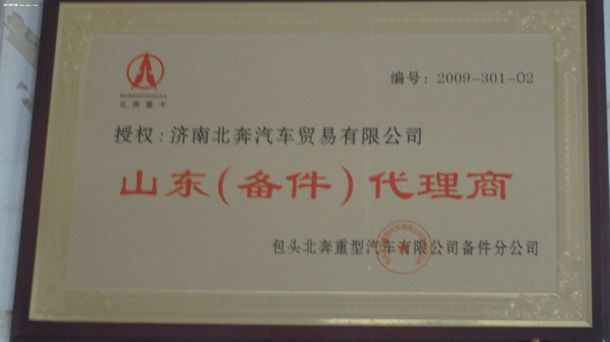 BEIBENZHONGKA
北奔重卡
编号：2009-301-02
授权：济南北奔汽车贸易有限公司
山东（备件）代理商
包头北奔重型汽车有限公司备件分公司